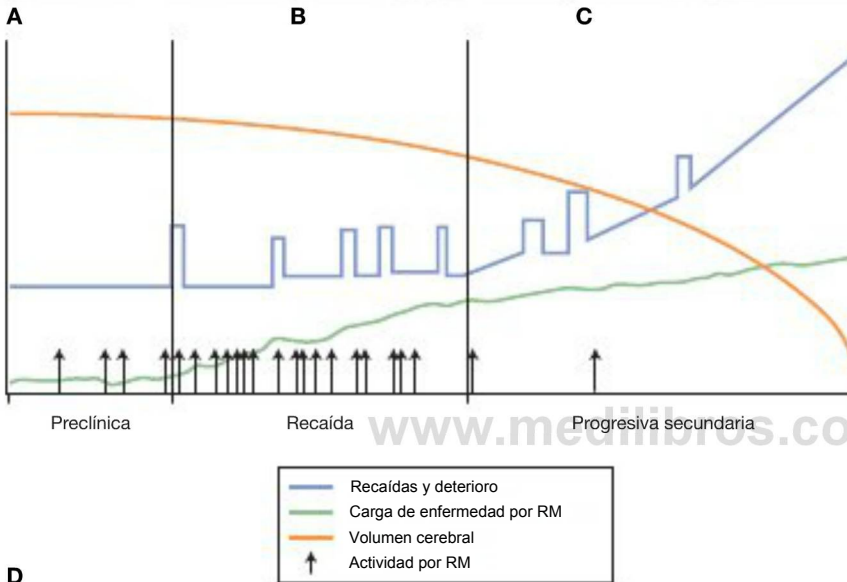 A B C
Preclínica Recaída Progresiva secundaria
www.medilibros.co
Recaídas y deterioro
Carga de enfermedad por RM
Volumen cerebral
Actividad por RM
D